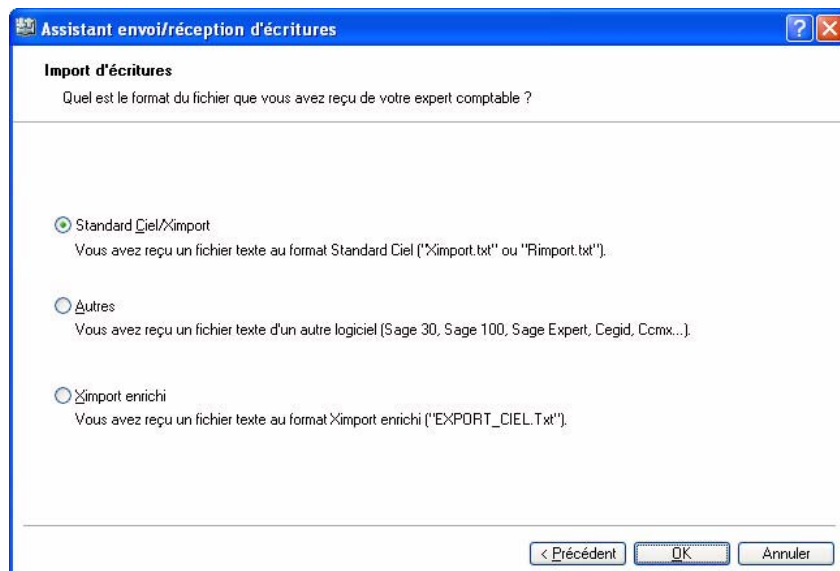 Assistant envoi/réception d'écritures
Import d'écritures
Quel est le format du fichier que vous avez reçu de votre expert comptable ?
Standard Ciel/Ximport
Vous avez reçu un fichier texte au format Standard Ciel ("Ximport.txt" ou "Rimport.txt").
Autres
Vous avez reçu un fichier texte d'un autre logiciel (Sage 30, Sage 100, Sage Expert, Cegid, Ccmx...).
Ximport enrichi
Vous avez reçu un fichier texte au format Ximport enrichi ("EXPORT_CIEL.Txt").
< Précédent OK Annuler